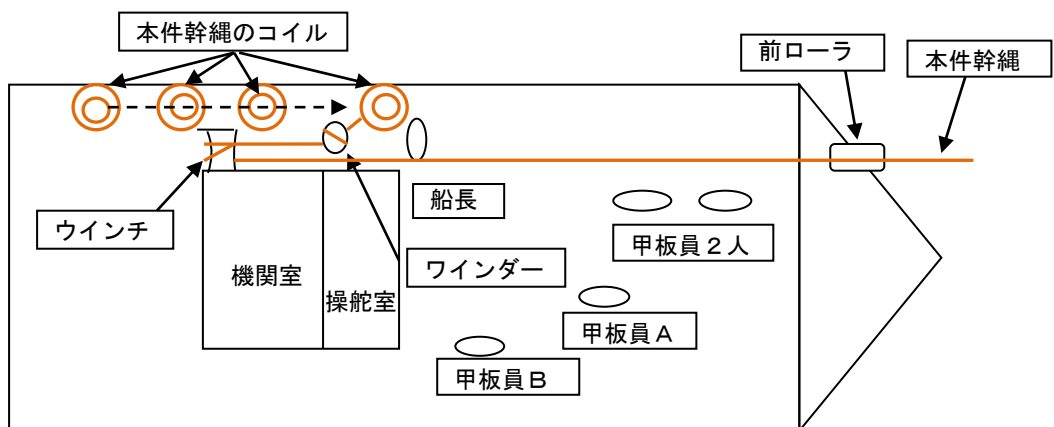 本件幹縄のコイル
前ローラ
本件幹縄
ウインチ
船長
ワインダー
甲板員２人
機関室
操舵室
甲板員Ａ
甲板員Ｂ